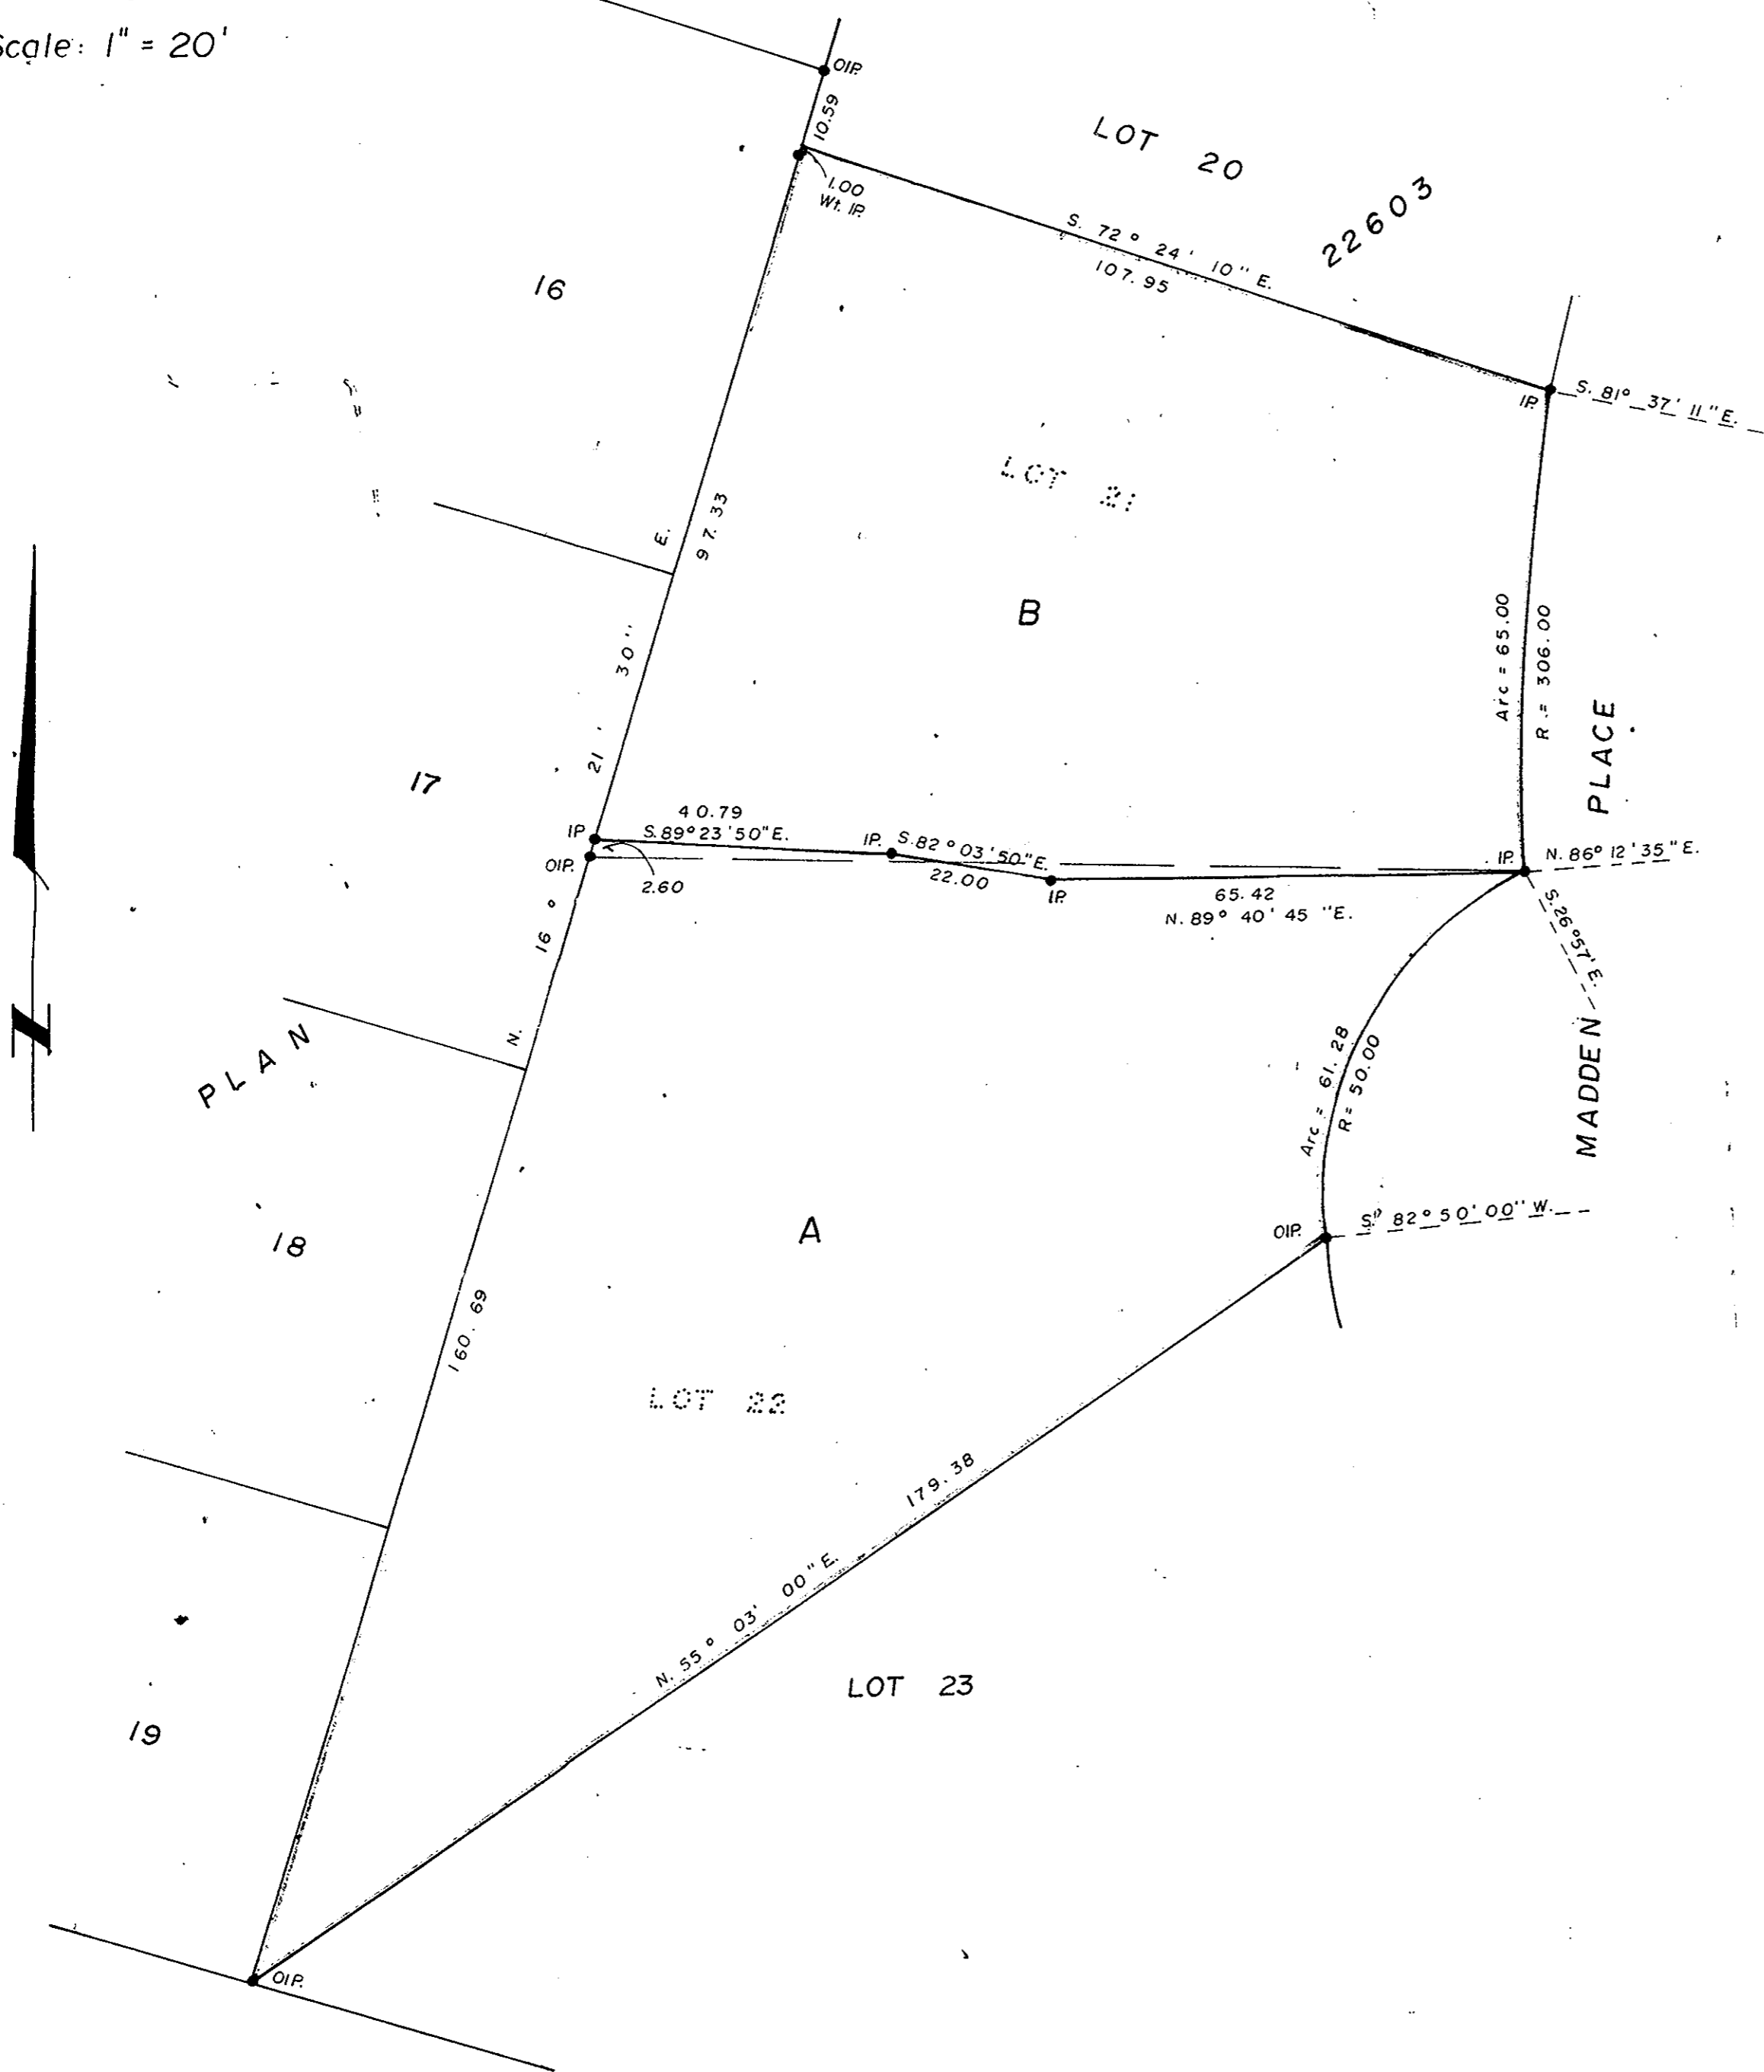 Scale: 1" = 20'
OIP.
10.59
LOT 20
1.00
Wt. IP.
22603
S. 72° 24' 10" E.
107.95
16
IP.
S. 81° 37' 11" E.
LOT 21
E.
97.33
B
Arc = 65.00
R. = 306.00
30"
PLACE
21'
17
40.79
S. 89° 23' 50" E.
IP.
IP.
S. 82° 03' 50" E.
22.00
IP.
IP.
N. 86° 12' 35" E.
OIP.
2.60
65.42
N. 89° 40' 45" E.
16°
S. 26° 57' E.
N.
PLAN
Arc = 61.28
R = 50.00
MADDEN
18
A
OIP.
S. 82° 50' 00" W.
160.69
LOT 22
179.38
N. 55° 03' 00" E.
LOT 23
19
OIP.
N